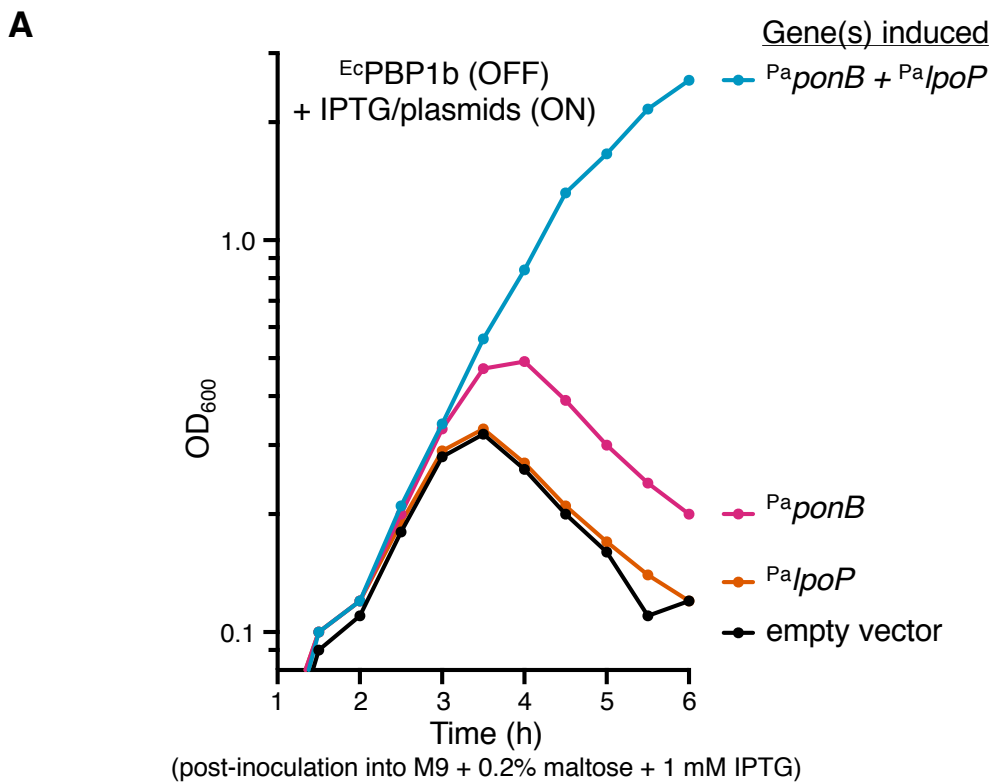 A
Gene(s) induced
EcPBP1b (OFF)
+ IPTG/plasmids (ON)
PaponB + PalpoP
1.0
OD600
PaponB
PalpoP
0.1
empty vector
1 2 3 4 5 6
Time (h)
(post-inoculation into M9 + 0.2% maltose + 1 mM IPTG)